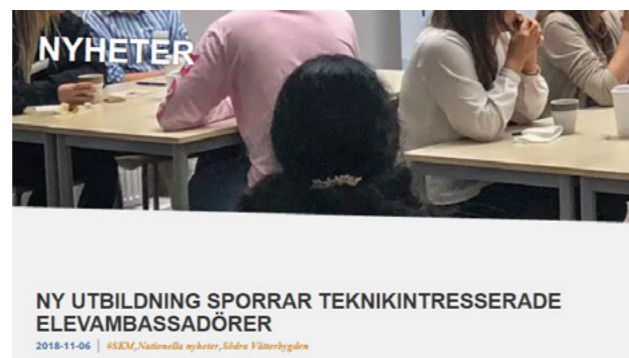 NYHETER
NY UTBILDNING SPORRAR TEKNIKINTRESSERADE
ELEVAMBASSADÖRER
2018-11-06 | #SKM,Nationella nyheter,Södra Vätterbygden